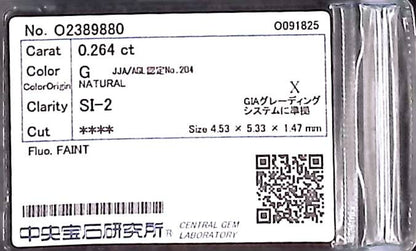 No. O2389880 O091825
Carat 0.264 ct
Color G JJA/AGL認定No.204
ColorOrigin NATURAL X
Clarity SI-2 GIAグレーディング
システムに準拠
Cut **** Size 4.53 × 5.33 × 1.47 mm
Fluo. FAINT
中央宝石研究所® CENTRAL GEM
LABORATORY